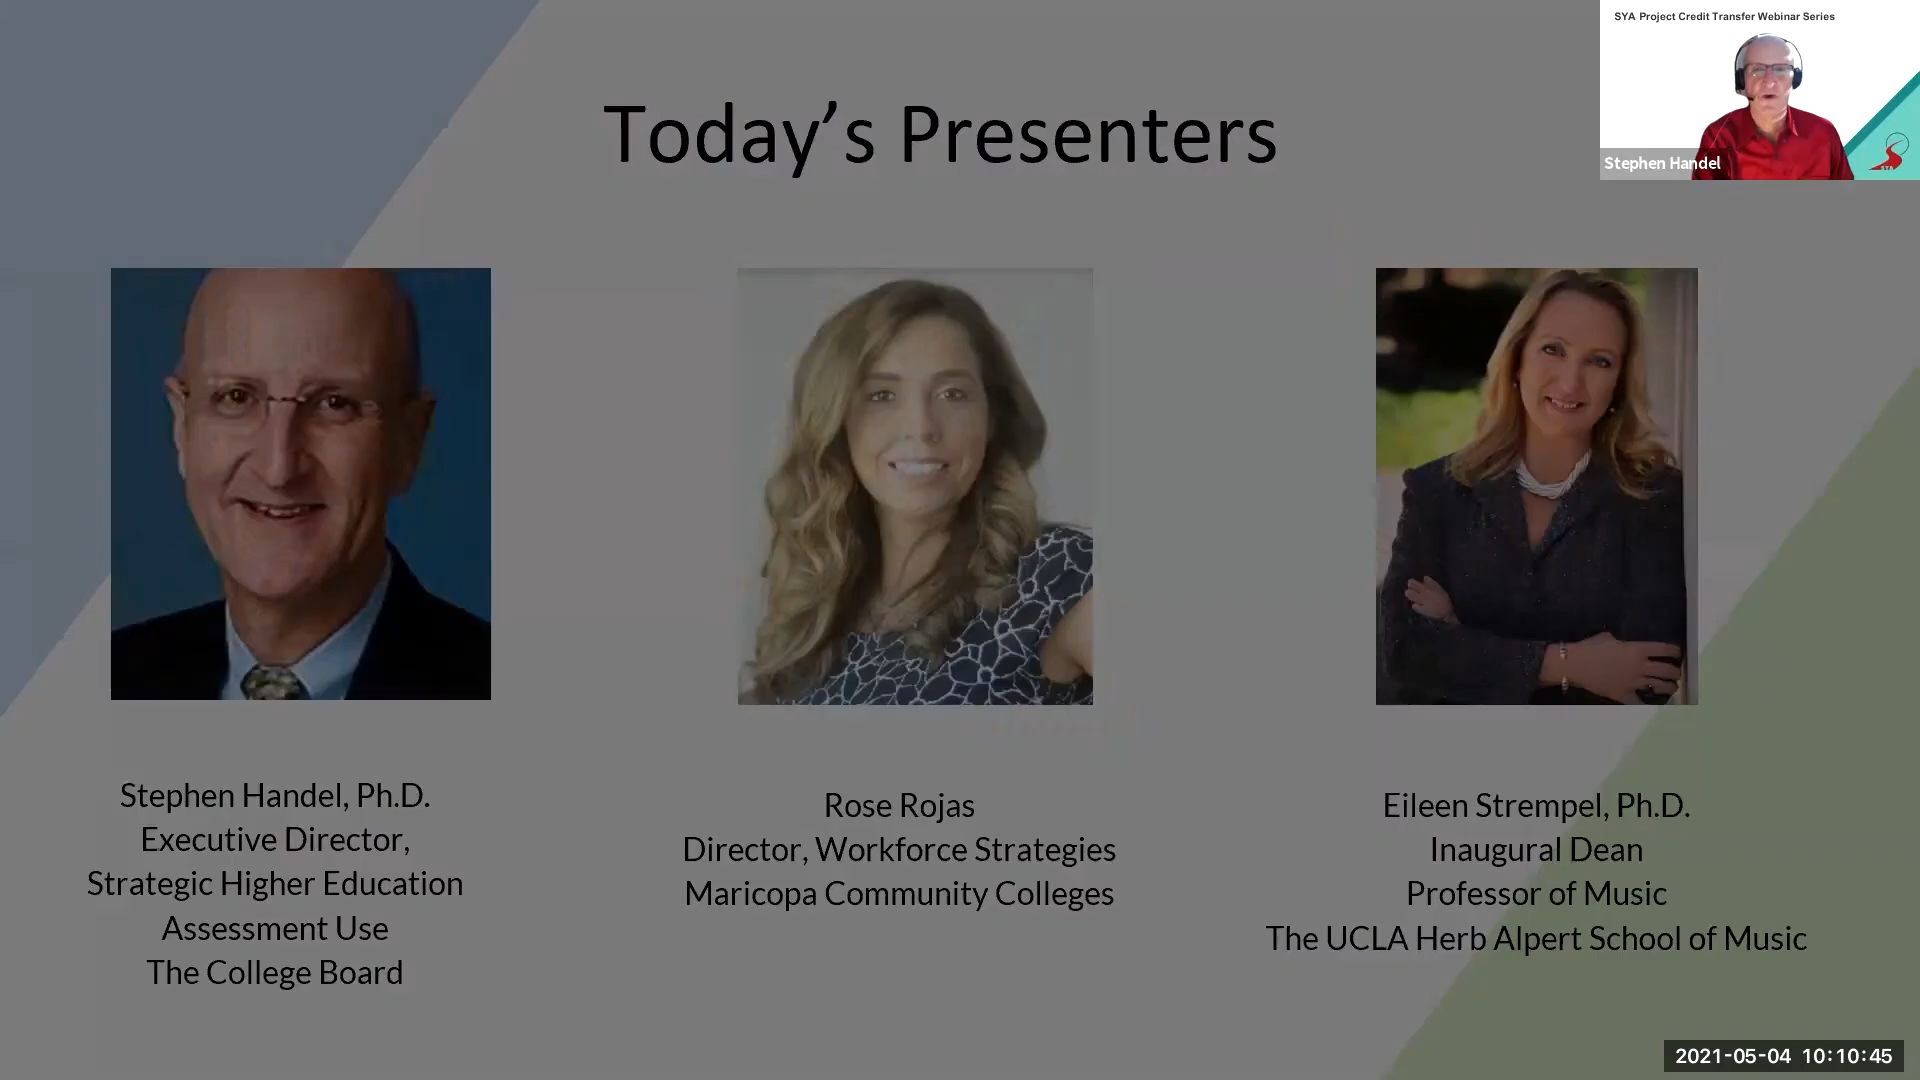 SYA Project Credit Transfer Webinar Series
Stephen Handel
SYA
Today’s Presenters
Stephen Handel, Ph.D.
Executive Director,
Strategic Higher Education
Assessment Use
The College Board
Rose Rojas
Director, Workforce Strategies
Maricopa Community Colleges
Eileen Strempel, Ph.D.
Inaugural Dean
Professor of Music
The UCLA Herb Alpert School of Music
2021-05-04 10:10:45